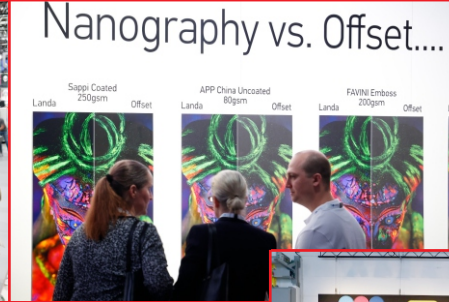 Nanography vs. Offset....
Sappi Coated
250gsm
Landa Offset
APP China Uncoated
80gsm
Landa Offset
FAVINI Emboss
200gsm
Landa Offset